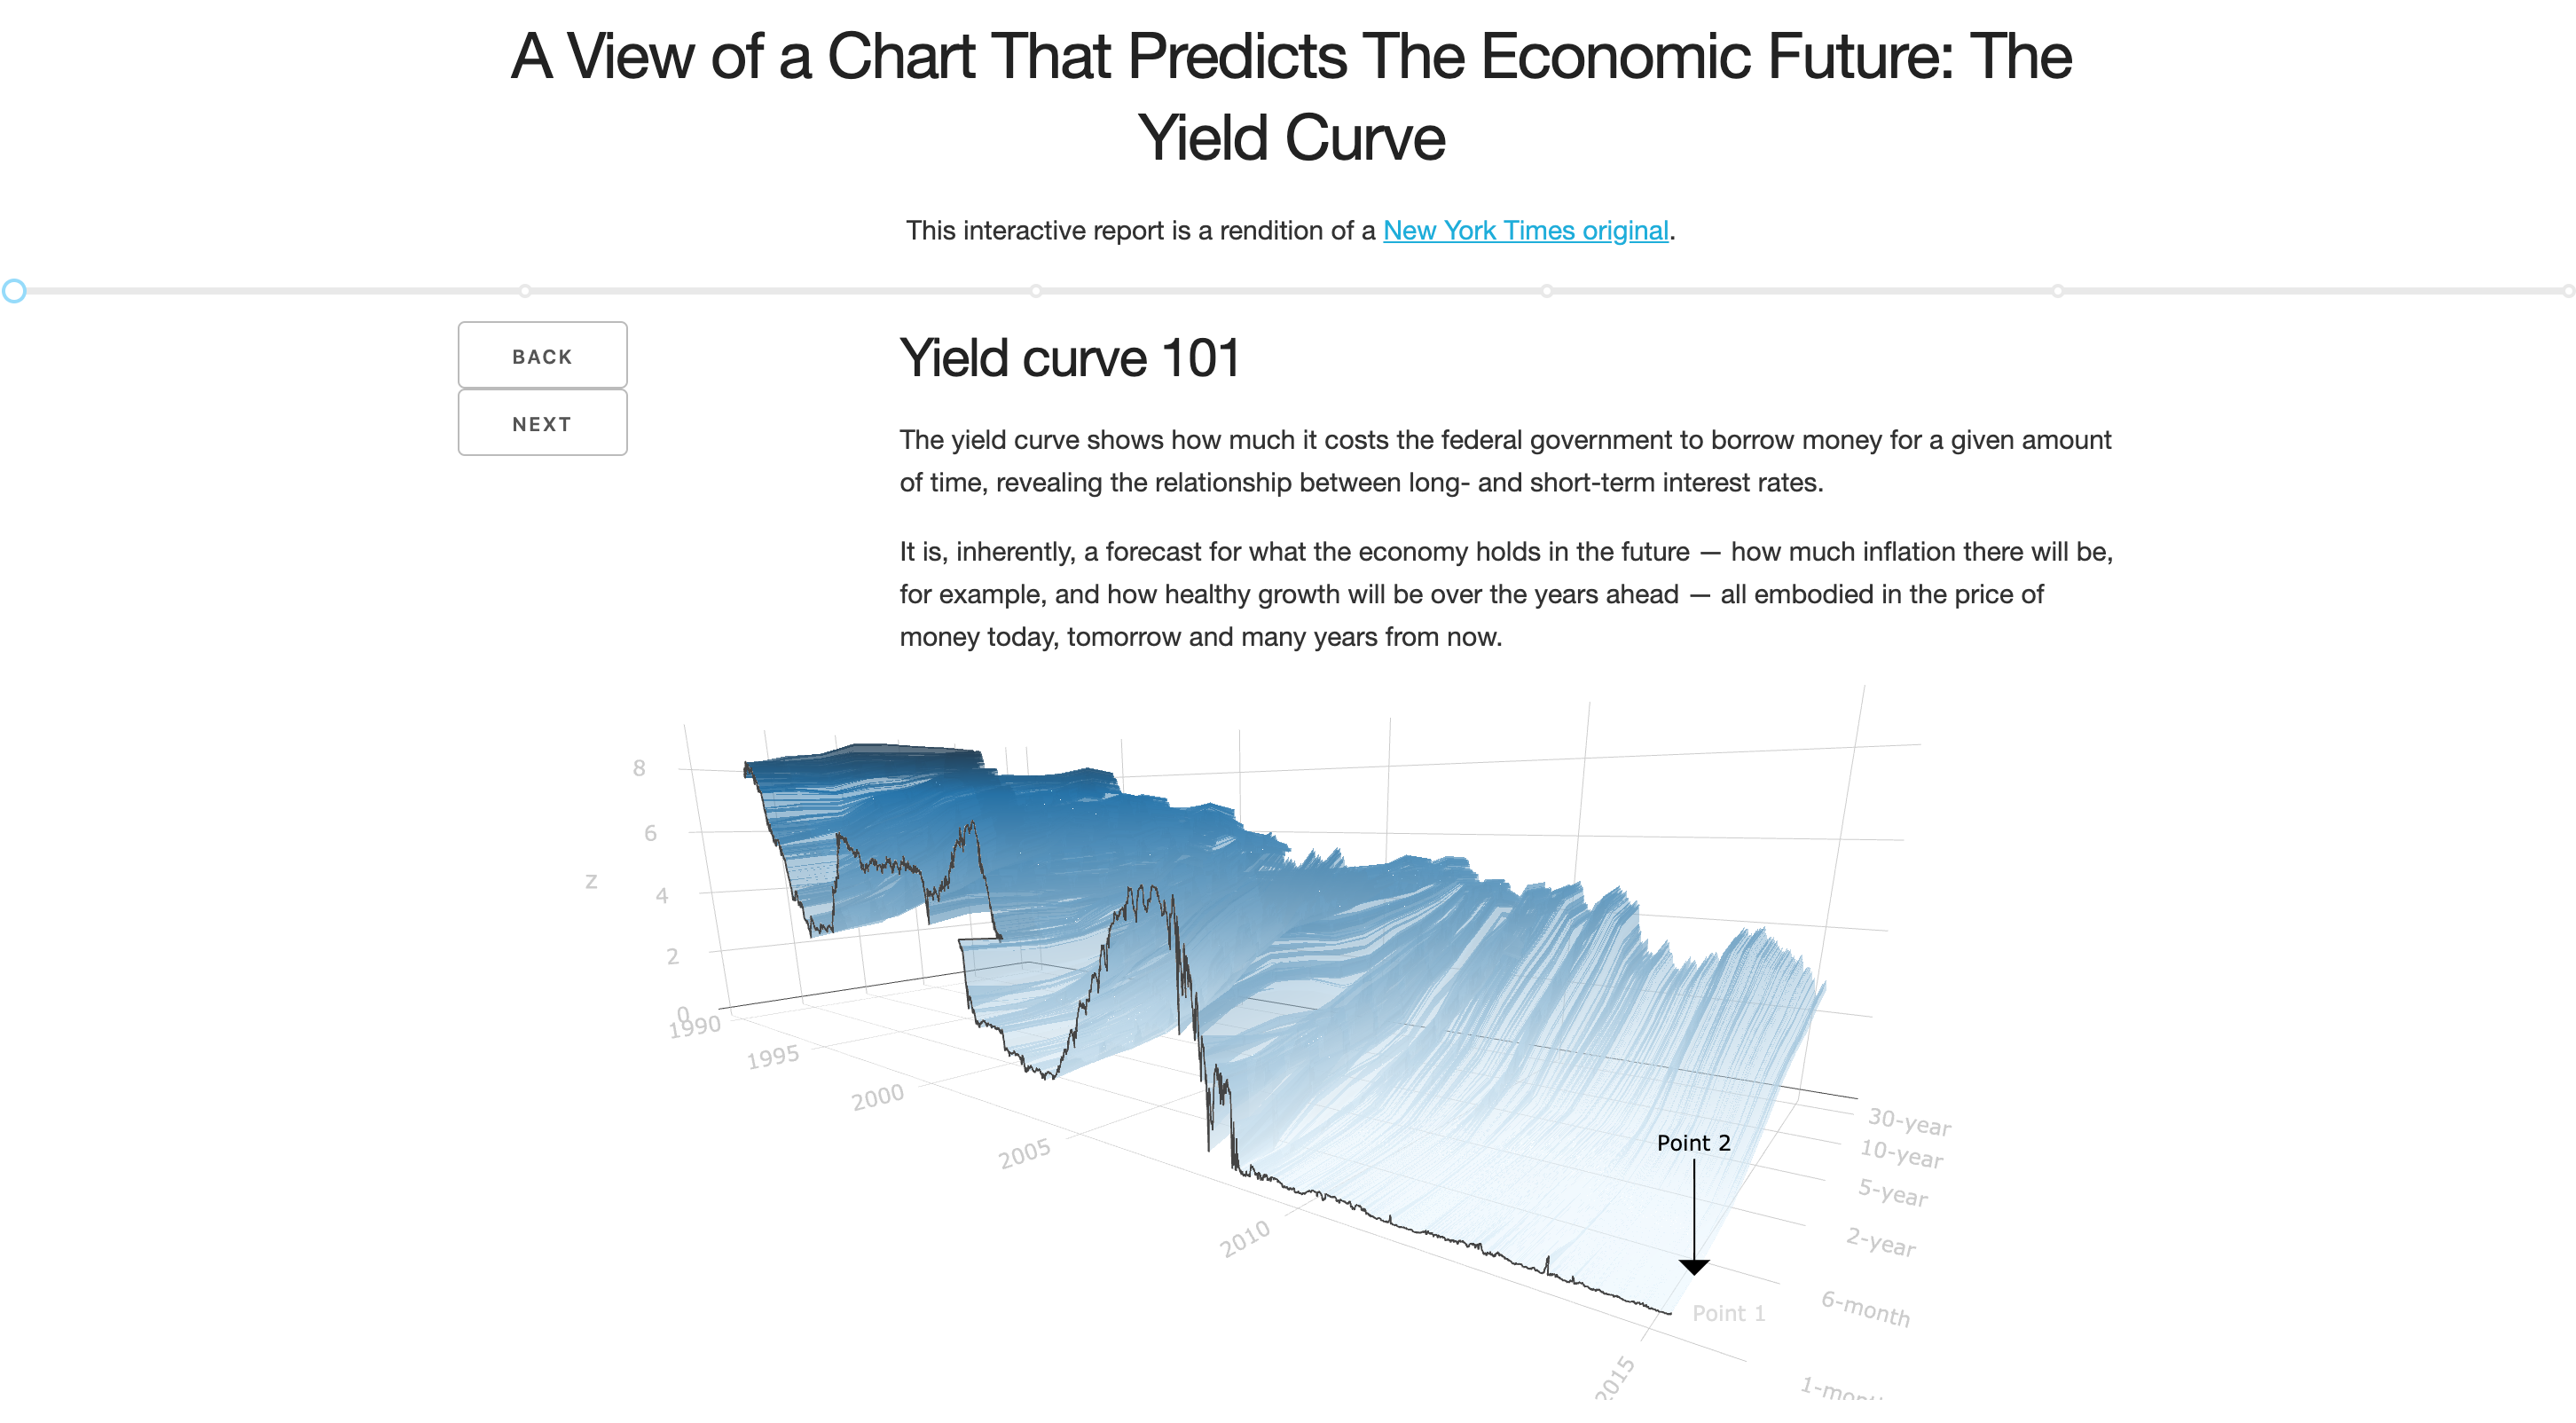 A View of a Chart That Predicts The Economic Future: The
Yield Curve
This interactive report is a rendition of a New York Times original.
BACK
NEXT
Yield curve 101
The yield curve shows how much it costs the federal government to borrow money for a given amount
of time, revealing the relationship between long- and short-term interest rates.
It is, inherently, a forecast for what the economy holds in the future — how much inflation there will be,
for example, and how healthy growth will be over the years ahead — all embodied in the price of
money today, tomorrow and many years from now.
8
6
z
4
2
0
1990
1995
2000
2005
2010
2015
30-year
10-year
5-year
2-year
6-month
Point 2
Point 1